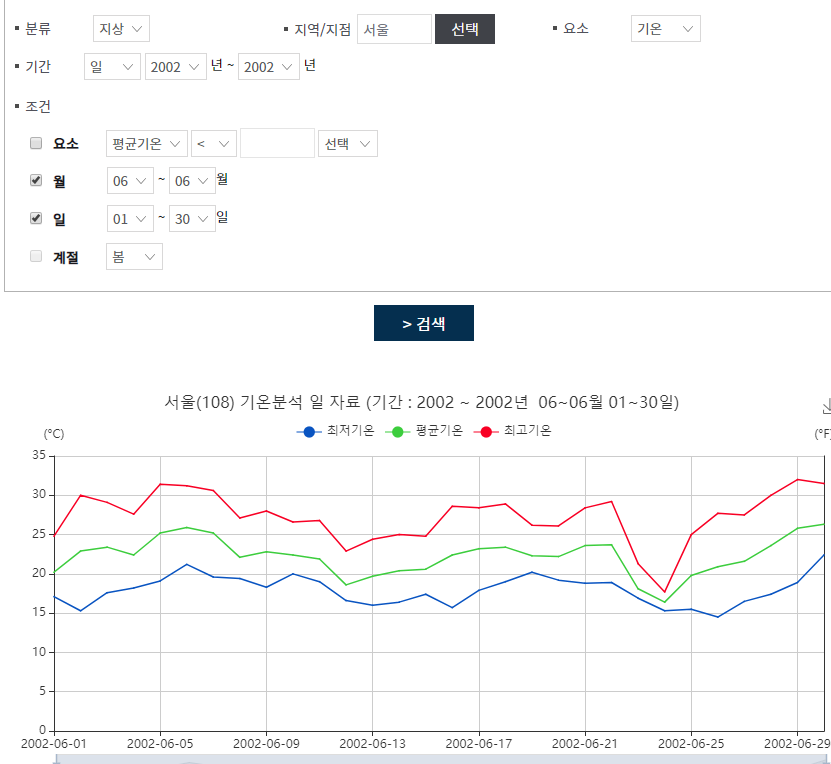 분류 지상 지역/지점 서울 선택 요소 기온
기간 일 2002 년 ~ 2002 년
조건
요소 평균기온 < 선택
월 06 ~ 06 월
일 01 ~ 30 일
계절 봄
> 검색
서울(108) 기온분석 일 자료 (기간 : 2002 ~ 2002년 06~06월 01~30일)
(°C) 최저기온 평균기온 최고기온 (°F)
35
30
25
20
15
10
5
0
2002-06-01 2002-06-05 2002-06-09 2002-06-13 2002-06-17 2002-06-21 2002-06-25 2002-06-29